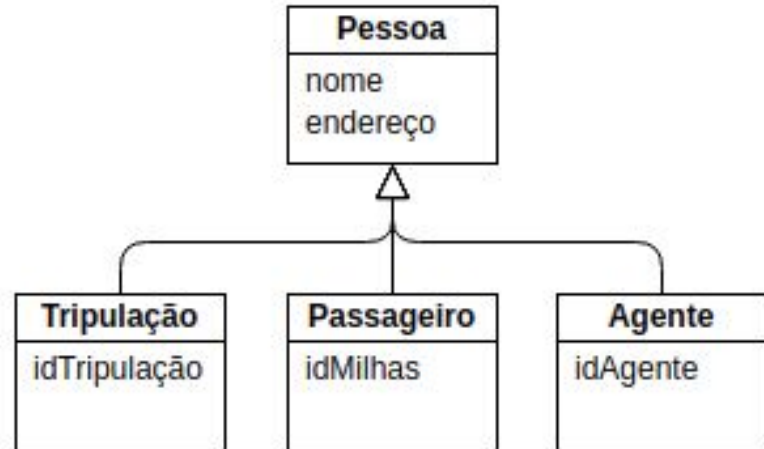 Pessoa
nome
endereço
Tripulação
idTripulação
Passageiro
idMilhas
Agente
idAgente